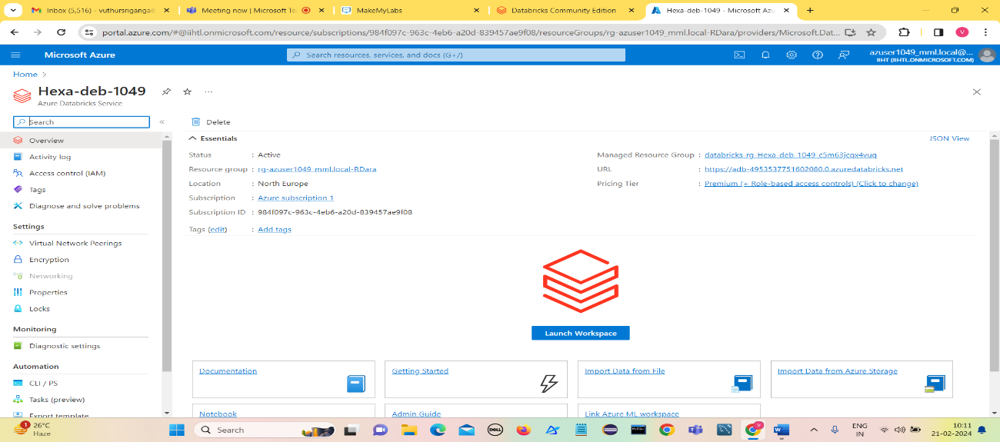 Inbox (5,516) - vuthursriganga@
Meeting now | Microsoft Te
MakeMyLabs
Databricks Community Edition
Hexa-deb-1049 - Microsoft Azu
portal.azure.com/#@iihtl.onmicrosoft.com/resource/subscriptions/984f097c-963c-4eb6-a20d-839457ae9f08/resourceGroups/rg-azuser1049_mml.local-RDara/providers/Microsoft.Dat...
V
Microsoft Azure
Search resources, services, and docs (G+/)
azuser1049_mml.local@...
IIHT (IIHTL.ONMICROSOFT.COM)
Home >
Hexa-deb-1049
Azure Databricks Service
Search
Delete
Overview
Activity log
Access control (IAM)
Tags
Diagnose and solve problems
Settings
Virtual Network Peerings
Encryption
Networking
Properties
Locks
Monitoring
Diagnostic settings
Automation
CLI / PS
Tasks (preview)
Export template
Essentials
JSON View
Status : Active
Resource group : rg-azuser1049_mml.local-RDara
Location : North Europe
Subscription : Azure subscription 1
Subscription ID : 984f097c-963c-4eb6-a20d-839457ae9f08
Tags (edit) : Add tags
Managed Resource Group : databricks-rg-Hexa-deb-1049-c5m63jcqx4vuq
URL : https://adb-4953537751602080.0.azuredatabricks.net
Pricing Tier : Premium (+ Role-based access controls) (Click to change)
Launch Workspace
Documentation
Getting Started
Import Data from File
Import Data from Azure Storage
Notebook
Admin Guide
Link Azure ML workspace
1
26°C
Haze
Search
DELL
V
ENG
IN
10:11
21-02-2024